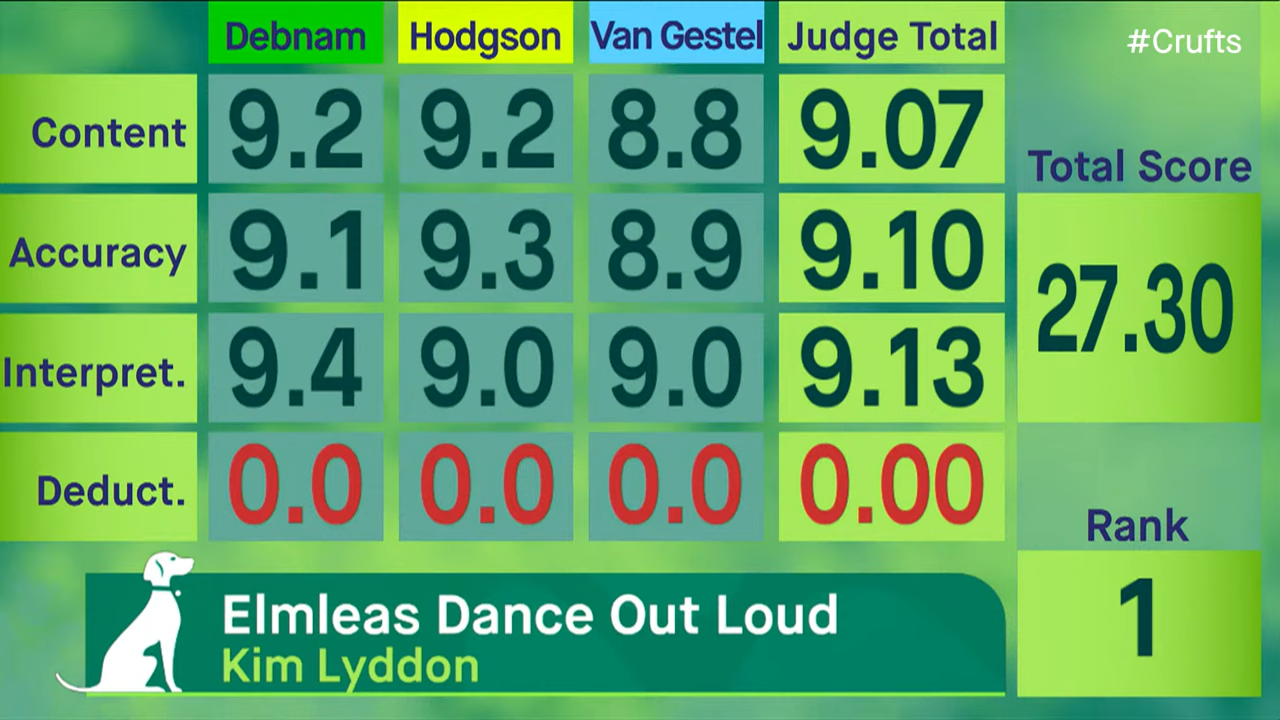 Debnam Hodgson Van Gestel Judge Total #Crufts
Content 9.2 9.2 8.8 9.07
Total Score
Accuracy 9.1 9.3 8.9 9.10
27.30
Interpret. 9.4 9.0 9.0 9.13
Deduct. 0.0 0.0 0.0 0.00
Rank
1
Elmleas Dance Out Loud
Kim Lyddon